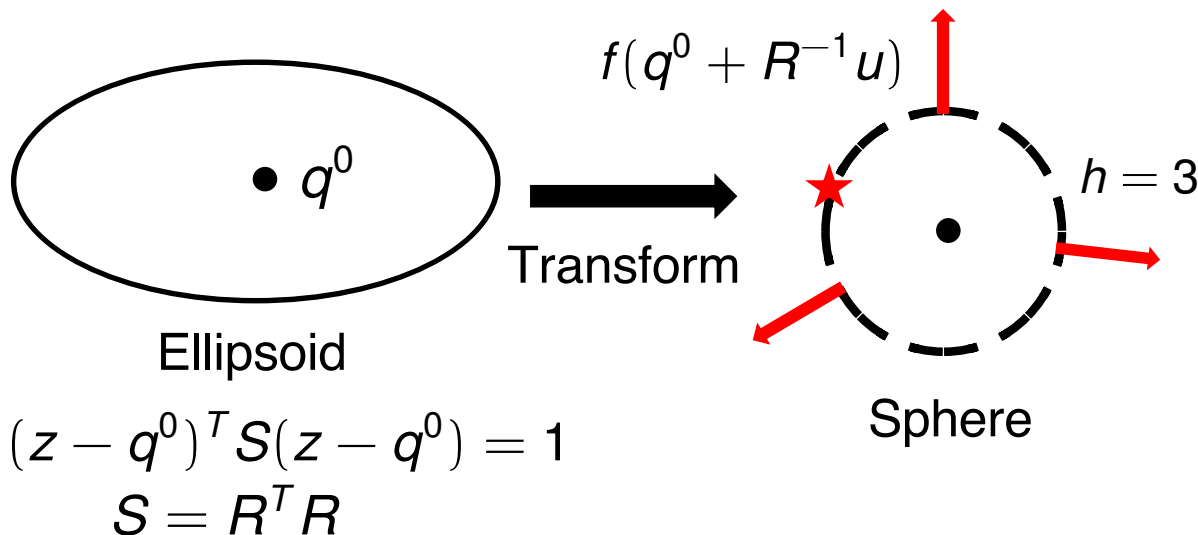 f(q⁰ + R⁻¹u)
q⁰
h = 3
Transform
Ellipsoid
Sphere
(z − q⁰)ᵀS(z − q⁰) = 1
S = RᵀR